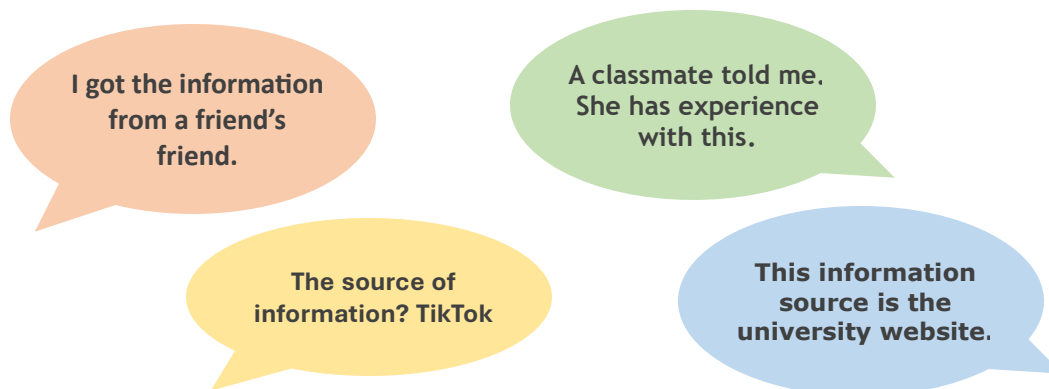 I got the information
from a friend's
friend.
A classmate told me.
She has experience
with this.
The source of
information? TikTok
This information
source is the
university website.